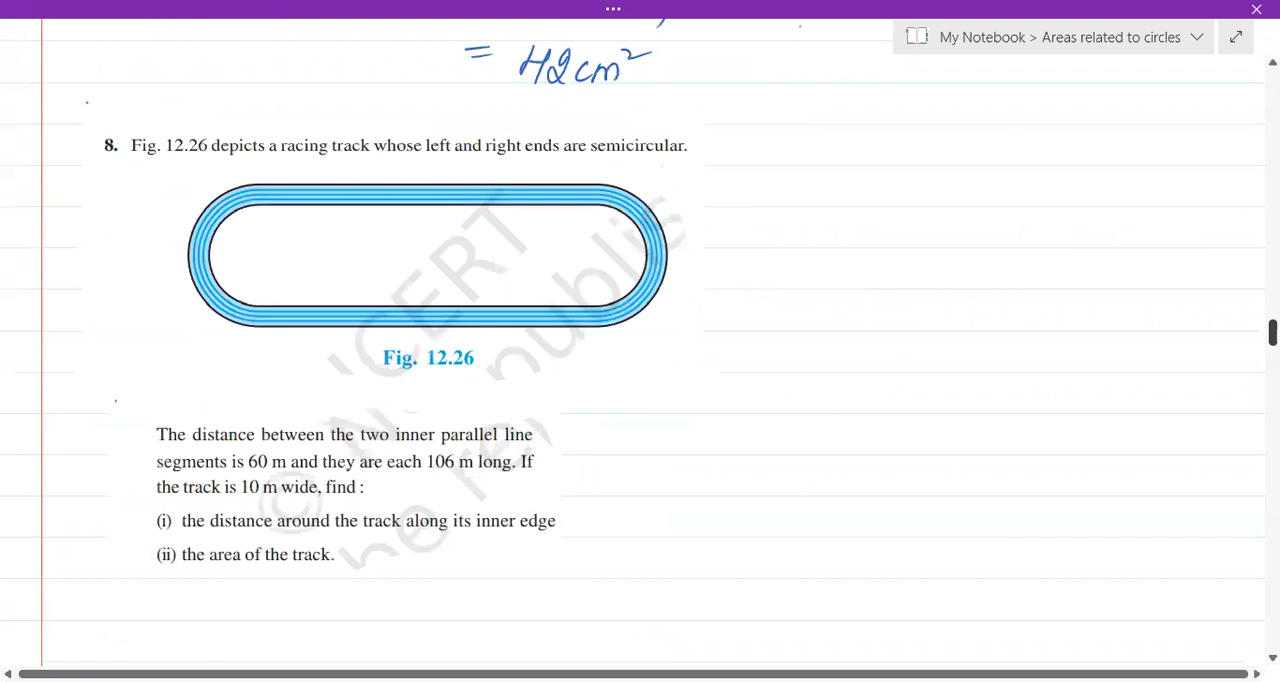 ...
My Notebook > Areas related to circles
= 42 cm²
8. Fig. 12.26 depicts a racing track whose left and right ends are semicircular.
Fig. 12.26
The distance between the two inner parallel line
segments is 60 m and they are each 106 m long. If
the track is 10 m wide, find :
(i) the distance around the track along its inner edge
(ii) the area of the track.
© NCERT